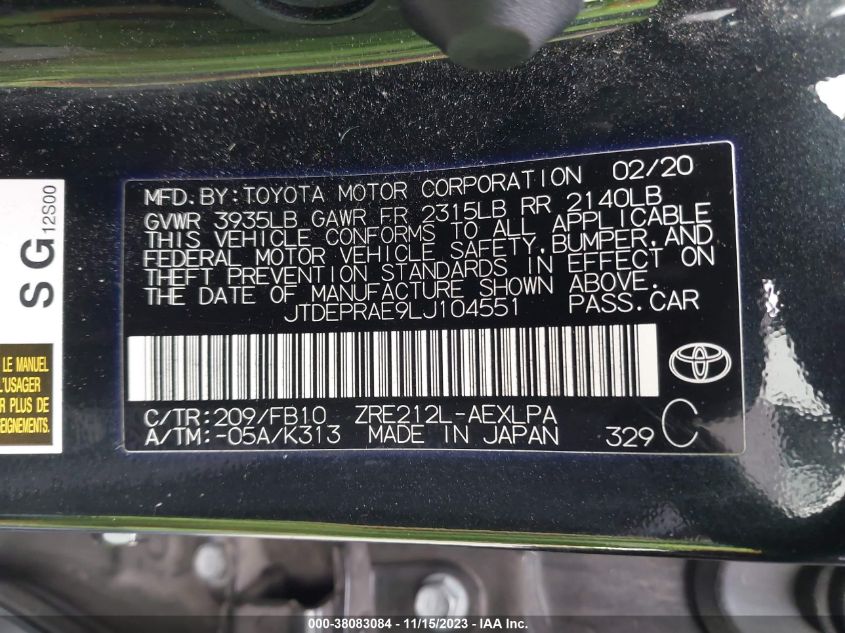 MFD. BY: TOYOTA MOTOR CORPORATION 02/20
GVWR 3935LB GAWR FR 2315LB RR 2140LB
THIS VEHICLE CONFORMS TO ALL APPLICABLE
FEDERAL MOTOR VEHICLE SAFETY, BUMPER, AND
THEFT PREVENTION STANDARDS IN EFFECT ON
THE DATE OF MANUFACTURE SHOWN ABOVE.
JTDEPRAE9LJ104551 PASS. CAR
C/TR: 209/FB10 ZRE212L-AEXLPA
A/TM: -05A/K313 MADE IN JAPAN 329 C
SG
12S00
LE MANUEL
L'USAGER
R PLUS DE
EIGNEMENTS.
000-38083084 - 11/15/2023 - IAA Inc.